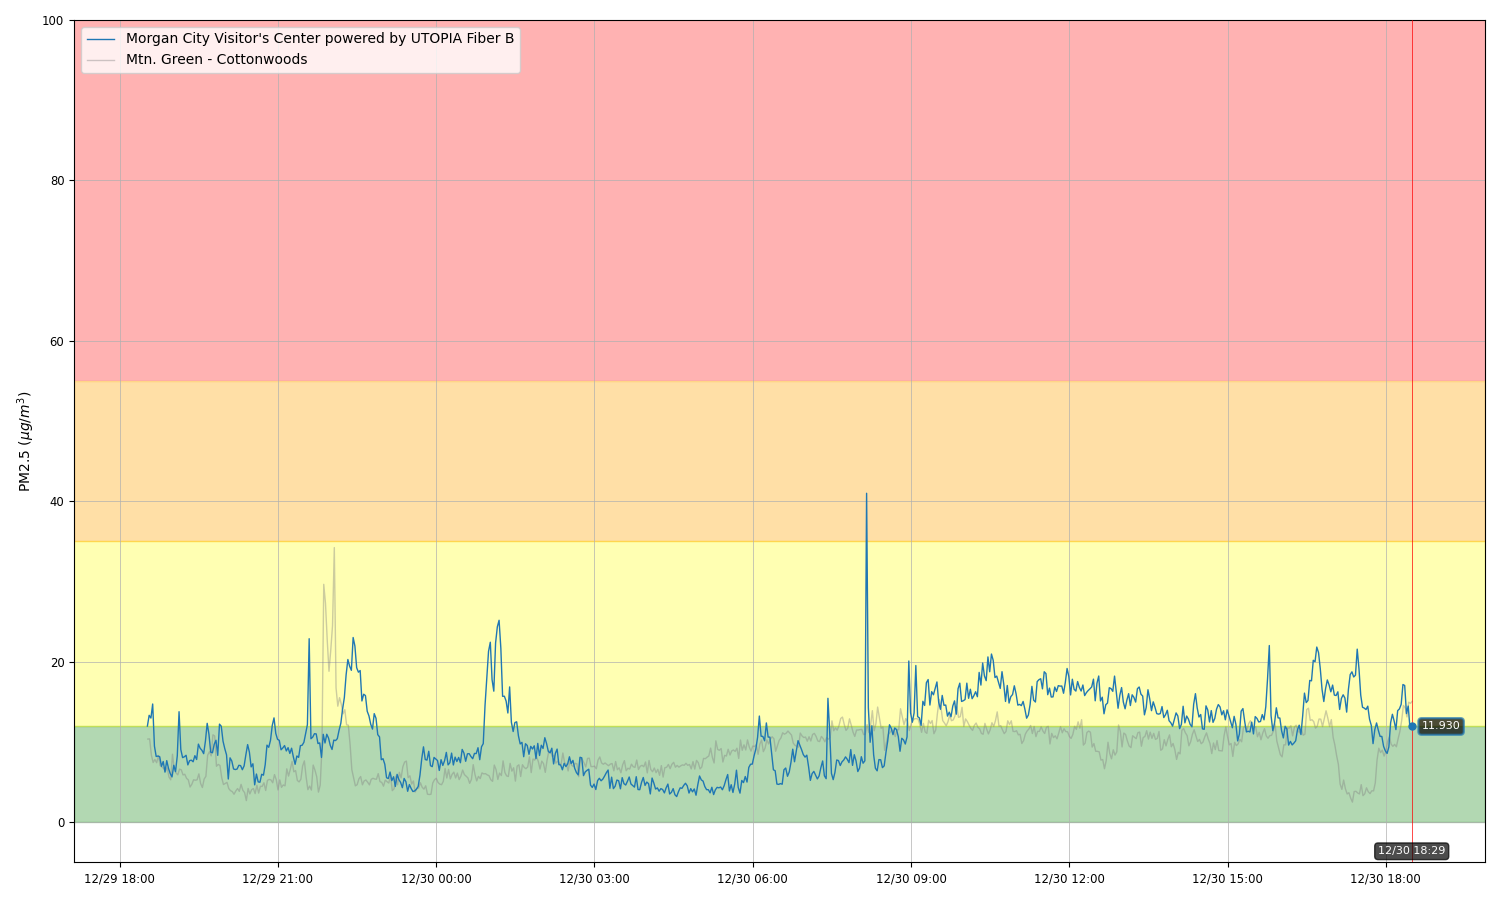 100
80
60
40
20
0
PM2.5 (μg/m³)
Morgan City Visitor's Center powered by UTOPIA Fiber B
Mtn. Green - Cottonwoods
11.930
12/30 18:29
12/29 18:00 12/29 21:00 12/30 00:00 12/30 03:00 12/30 06:00 12/30 09:00 12/30 12:00 12/30 15:00 12/30 18:00